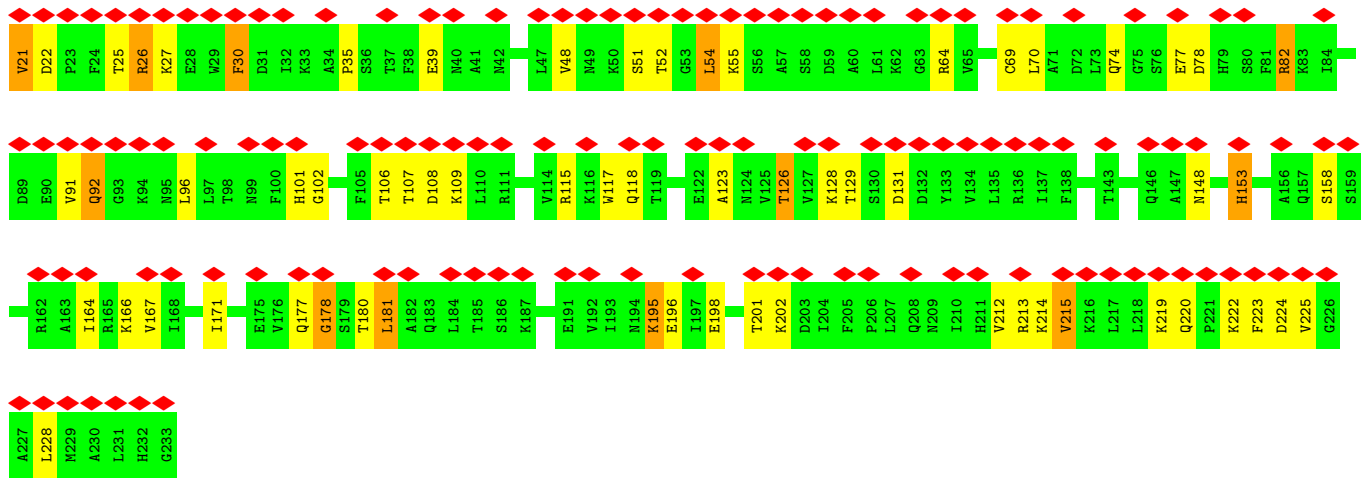 V21 D22 P23 F24 T25 R26 K27 E28 W29 F30 D31 I32 K33 A34 P35 S36 T37 F38 E39 N40 A41 N42 L47 V48 N49 K50 S51 T52 G53 L54 K55 S56 A57 S58 D59 A60 L61 K62 G63 R64 V65 C69 L70 A71 D72 L73 Q74 G75 S76 E77 D78 H79 S80 F81 R82 K83 I84
D89 E90 V91 Q92 G93 K94 N95 L96 L97 T98 N99 F100 H101 G102 F105 T106 T107 D108 K109 L110 R111 V114 R115 K116 W117 Q118 T119 E122 A123 N124 V125 T126 V127 K128 T129 S130 D131 D132 Y133 V134 L135 R136 I137 F138 T143 Q146 A147 N148 H153 A156 Q157 S158 S159
R162 A163 I164 R165 K166 V167 I168 I171 E175 V176 Q177 G178 S179 T180 L181 A182 Q183 L184 T185 S186 K187 E191 V192 I193 N194 K195 E196 I197 E198 T201 K202 D203 I204 F205 P206 L207 Q208 N209 I210 H211 V212 R213 K214 V215 K216 L217 L218 K219 Q220 P221 K222 F223 D224 V225 G226
A227 L228 M229 A230 L231 H232 G233